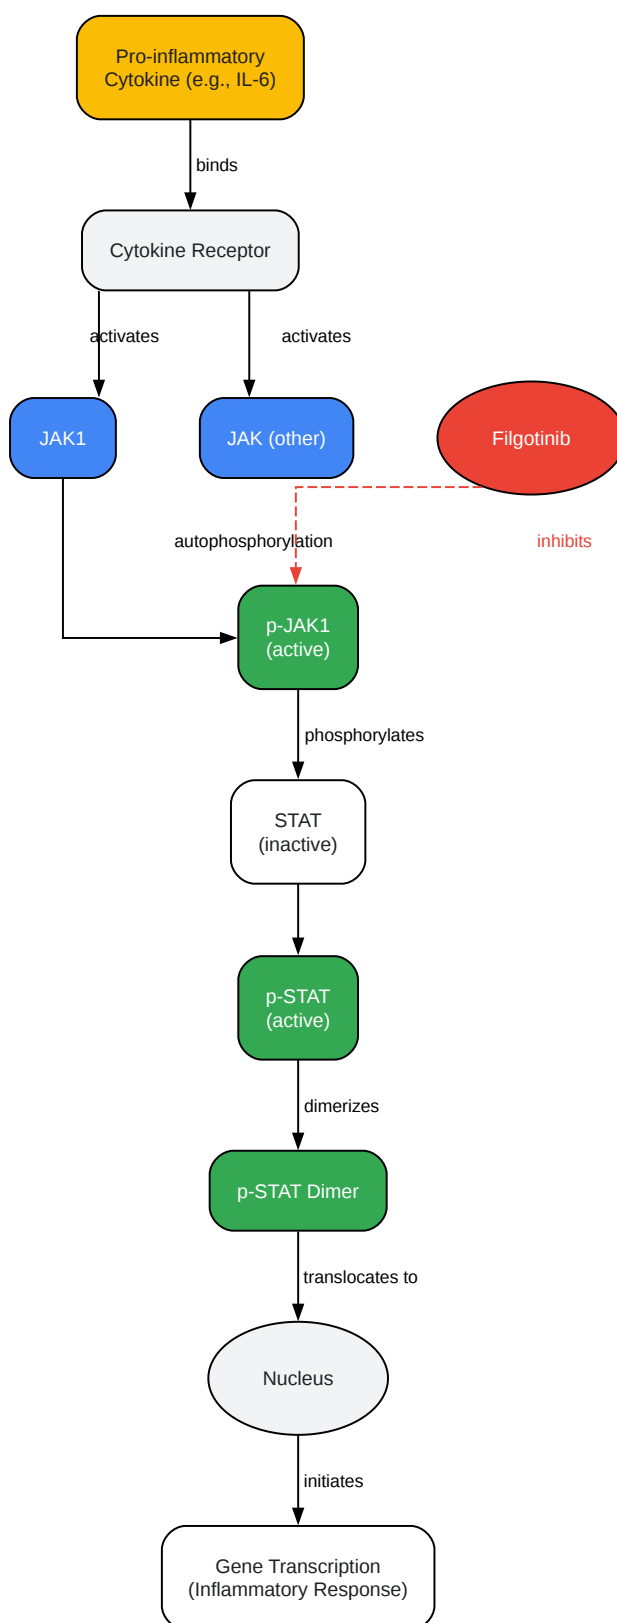 Pro-inflammatory
Cytokine (e.g., IL-6)
binds
Cytokine Receptor
activates
activates
JAK1
JAK (other)
Filgotinib
autophosphorylation
inhibits
p-JAK1
(active)
phosphorylates
STAT
(inactive)
p-STAT
(active)
dimerizes
p-STAT Dimer
translocates to
Nucleus
initiates
Gene Transcription
(Inflammatory Response)